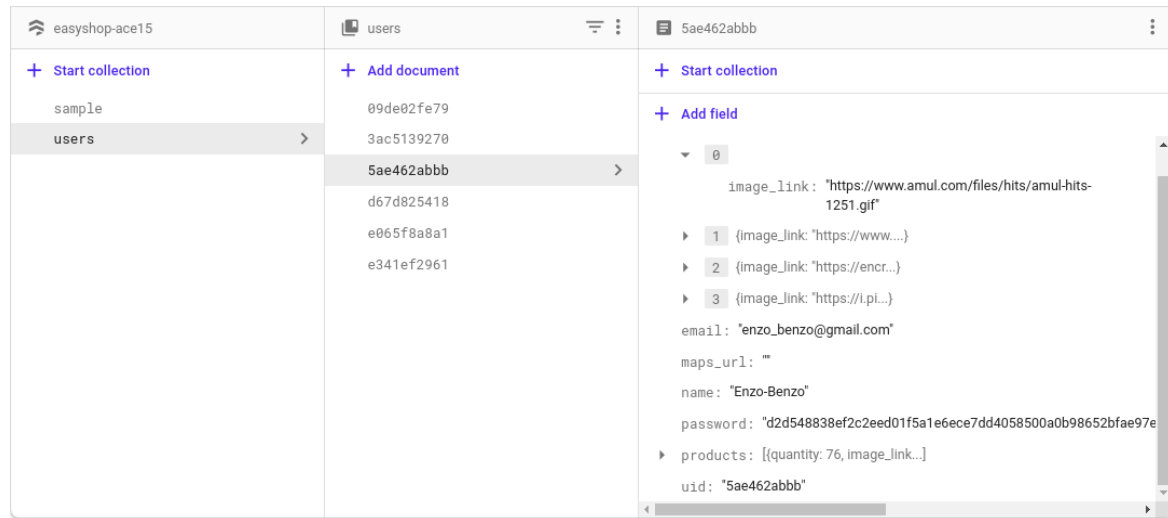 easyshop-ace15
users
5ae462abbb
+ Start collection
+ Add document
+ Start collection
sample
users
09de02fe79
3ac5139270
5ae462abbb
d67d825418
e065f8a8a1
e341ef2961
+ Add field
0
image_link: "https://www.amul.com/files/hits/amul-hits-
1251.gif"
1 {image_link: "https://www....}
2 {image_link: "https://encr...}
3 {image_link: "https://i.pi...}
email: "enzo_benzo@gmail.com"
maps_url: ""
name: "Enzo-Benzo"
password: "d2d548838ef2c2eed01f5a1e6ece7dd4058500a0b98652bfae97e
products: [{quantity: 76, image_link...]
uid: "5ae462abbb"